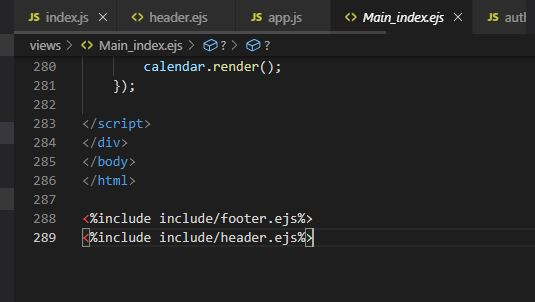 JS index.js
<> header.ejs
JS app.js
<> Main_index.ejs ×
JS auth
views > <> Main_index.ejs > ? > ?
280 calendar.render();
281 });
282
283 </script>
284 </div>
285 </body>
286 </html>
287
288 <%include include/footer.ejs%>
289 <%include include/header.ejs%>